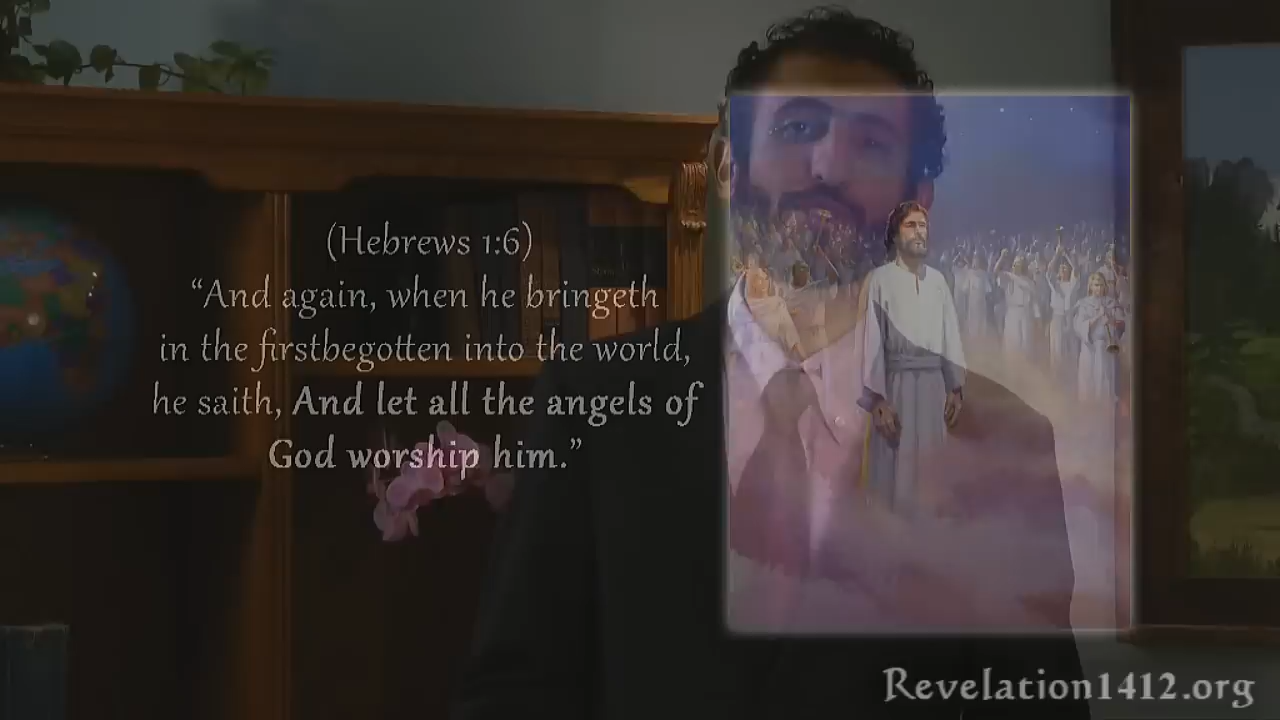 (Hebrews 1:6)
“And again, when he bringeth
in the firstbegotten into the world,
he saith, And let all the angels of
God worship him.”
Revelation1412.org